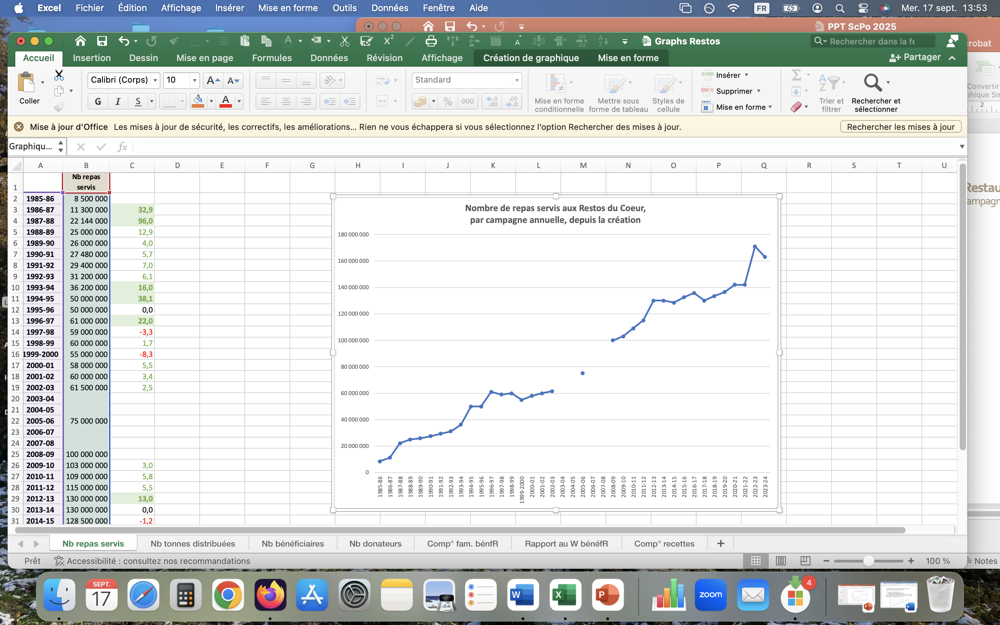 Excel Fichier Édition Affichage Insérer Mise en forme Outils Données Fenêtre Aide FR Mer. 17 sept. 13:53
PPT ScPo 2025
Graphs Restos
Rechercher dans la fe
crobat
Accueil Insertion Dessin Mise en page Formules Données Révision Affichage Création de graphique Mise en forme Partager
Coller
Calibri (Corps) 10
G I S
Standard
% 000
Mise en forme conditionnelle
Mettre sous forme de tableau
Styles de cellule
Insérer
Supprimer
Mise en forme
Trier et filtrer
Rechercher et sélectionner
Convertir
phique Sm
2
Mise à jour d’Office Les mises à jour de sécurité, les correctifs, les améliorations... Rien ne vous échappera si vous sélectionnez l’option Rechercher des mises à jour. Rechercher les mises à jour
Graphiqu... fx
A B C D E F G H I J K L M N O P Q R S T U
1 Nb repas servis
2 1985-86 8 500 000
3 1986-87 11 300 000 32,9
4 1987-88 22 144 000 96,0
5 1988-89 25 000 000 12,9
6 1989-90 26 000 000 4,0
7 1990-91 27 480 000 5,7
8 1991-92 29 400 000 7,0
9 1992-93 31 200 000 6,1
10 1993-94 36 200 000 16,0
11 1994-95 50 000 000 38,1
12 1995-96 50 000 000 0,0
13 1996-97 61 000 000 22,0
14 1997-98 59 000 000 -3,3
15 1998-99 60 000 000 1,7
16 1999-2000 55 000 000 -8,3
17 2000-01 58 000 000 5,5
18 2001-02 60 000 000 3,4
19 2002-03 61 500 000 2,5
20 2003-04
21 2004-05
22 2005-06 75 000 000
23 2006-07
24 2007-08
25 2008-09 100 000 000
26 2009-10 103 000 000 3,0
27 2010-11 109 000 000 5,8
28 2011-12 115 000 000 5,5
29 2012-13 130 000 000 13,0
30 2013-14 130 000 000 0,0
31 2014-15 128 500 000 -1,2
Nombre de repas servis aux Restos du Coeur,
par campagne annuelle, depuis la création
180 000 000
160 000 000
140 000 000
120 000 000
100 000 000
80 000 000
60 000 000
40 000 000
20 000 000
0
1985-86 1986-87 1987-88 1988-89 1989-90 1990-91 1991-92 1992-93 1993-94 1994-95 1995-96 1996-97 1997-98 1998-99 1999-2000 2000-01 2001-02 2002-03 2003-04 2004-05 2005-06 2006-07 2007-08 2008-09 2009-10 2010-11 2011-12 2012-13 2013-14 2014-15 2015-16 2016-17 2017-18 2018-19 2019-20 2020-21 2021-22 2022-23 2023-24
Restau
ampagn
Nb repas servis Nb tonnes distribuées Nb bénéficiaires Nb donateurs Comp° fam. bénfR Rapport au W bénéfR Comp° recettes +
Prêt Accessibilité : consultez nos recommandations 100 % Notes
SEPT.
17
W
X
P
zoom
4